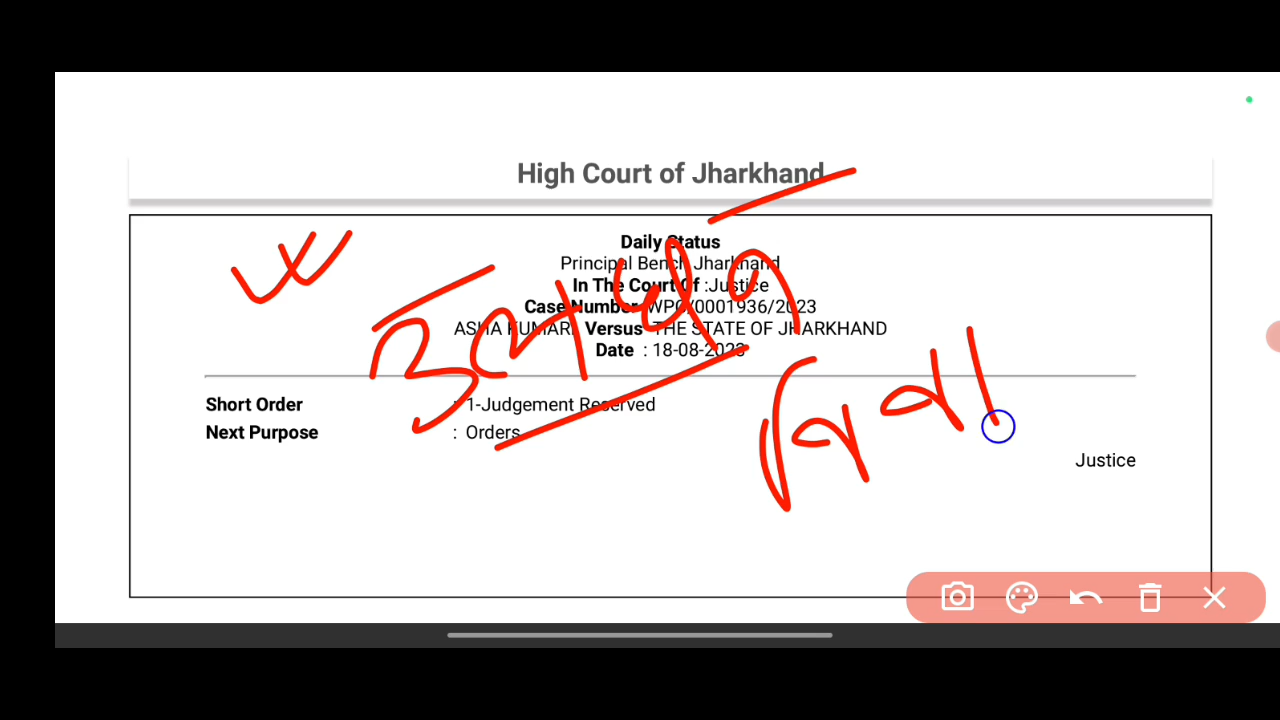 High Court of Jharkhand
Daily Status
Principal Bench Jharkhand
In The Court Of :Justice
Case Number :WPC/0001936/2023
ASHA KUMARI Versus THE STATE OF JHARKHAND
Date : 18-08-2023
Short Order : 1-Judgement Reserved
Next Purpose : Orders
Justice